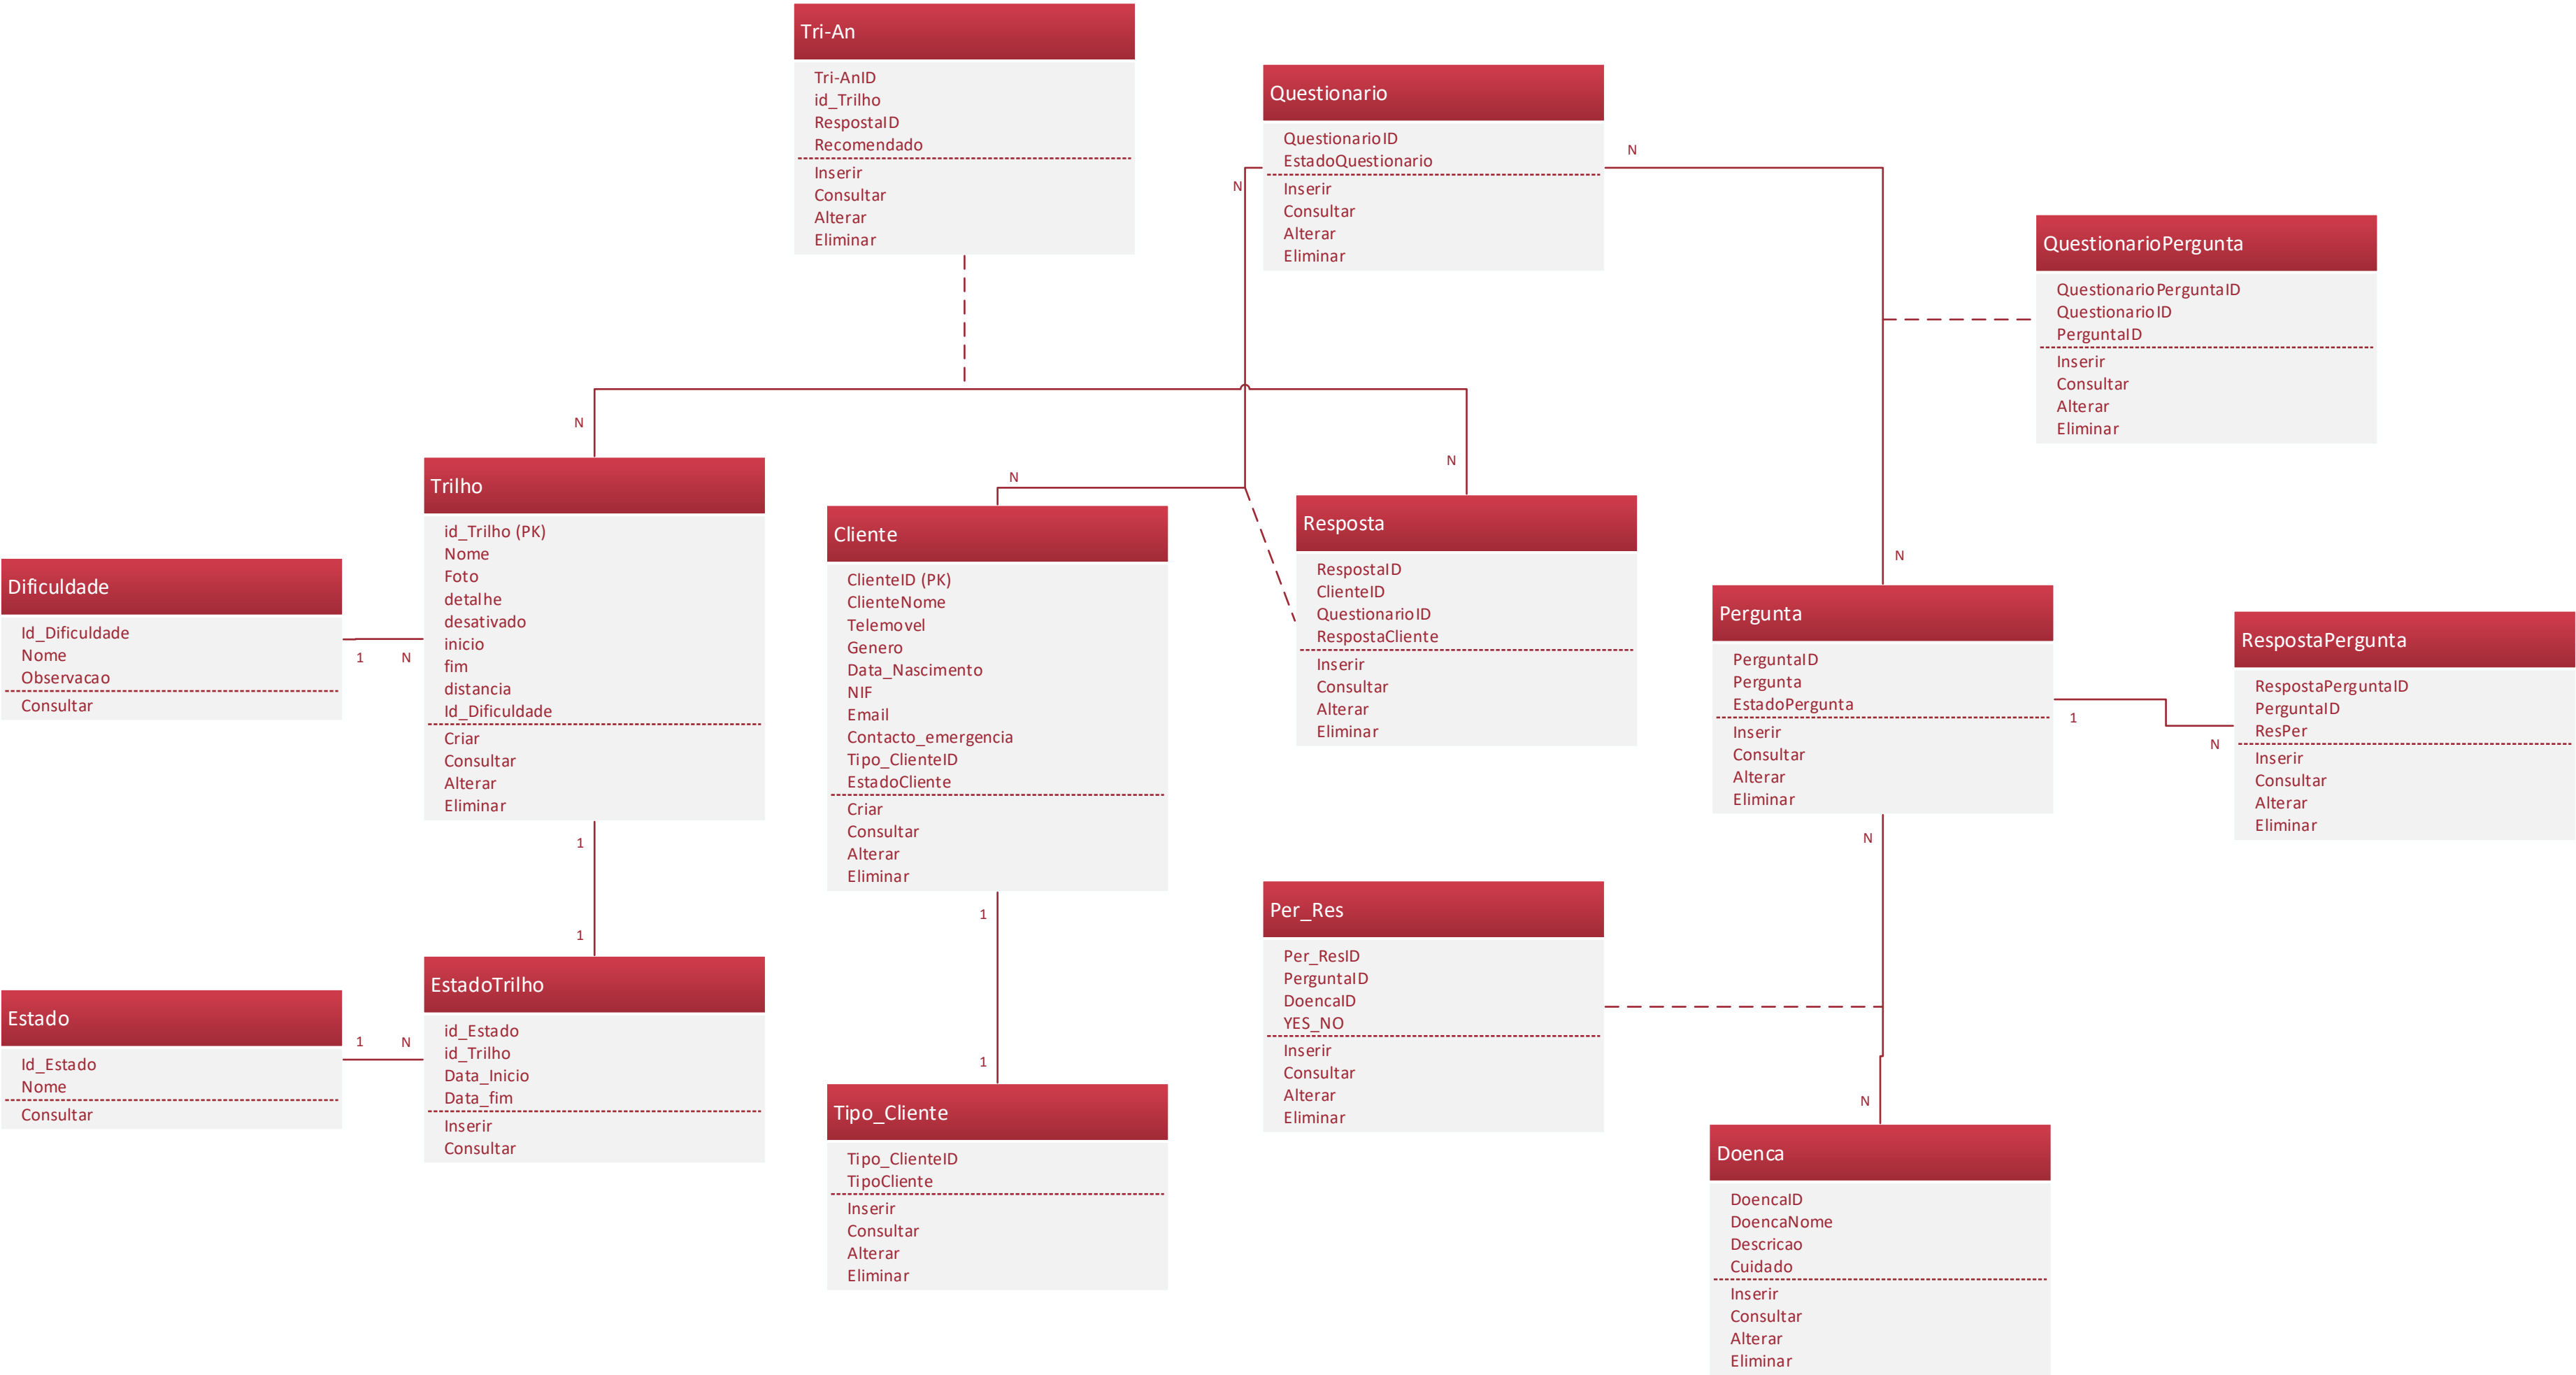 Tri-An
Tri-AnID
id_Trilho
RespostaID
Recomendado
Inserir
Consultar
Alterar
Eliminar
Questionario
QuestionarioID
EstadoQuestionario
Inserir
Consultar
Alterar
Eliminar
N
N
QuestionarioPergunta
QuestionarioPerguntaID
QuestionarioID
PerguntaID
Inserir
Consultar
Alterar
Eliminar
N
N
N
N
Trilho
id_Trilho (PK)
Nome
Foto
detalhe
desativado
inicio
fim
distancia
Id_Dificuldade
Criar
Consultar
Alterar
Eliminar
Dificuldade
Id_Dificuldade
Nome
Observacao
Consultar
1
N
Cliente
ClienteID (PK)
ClienteNome
Telemovel
Genero
Data_Nascimento
NIF
Email
Contacto_emergencia
Tipo_ClienteID
EstadoCliente
Criar
Consultar
Alterar
Eliminar
Resposta
RespostaID
ClienteID
QuestionarioID
RespostaCliente
Inserir
Consultar
Alterar
Eliminar
Pergunta
PerguntaID
Pergunta
EstadoPergunta
Inserir
Consultar
Alterar
Eliminar
1
N
RespostaPergunta
RespostaPerguntaID
PerguntaID
ResPer
Inserir
Consultar
Alterar
Eliminar
1
1
1
1
N
N
Per_Res
Per_ResID
PerguntaID
DoencaID
YES_NO
Inserir
Consultar
Alterar
Eliminar
EstadoTrilho
id_Estado
id_Trilho
Data_Inicio
Data_fim
Inserir
Consultar
Estado
Id_Estado
Nome
Consultar
1
N
Tipo_Cliente
Tipo_ClienteID
TipoCliente
Inserir
Consultar
Alterar
Eliminar
Doenca
DoencaID
DoencaNome
Descricao
Cuidado
Inserir
Consultar
Alterar
Eliminar